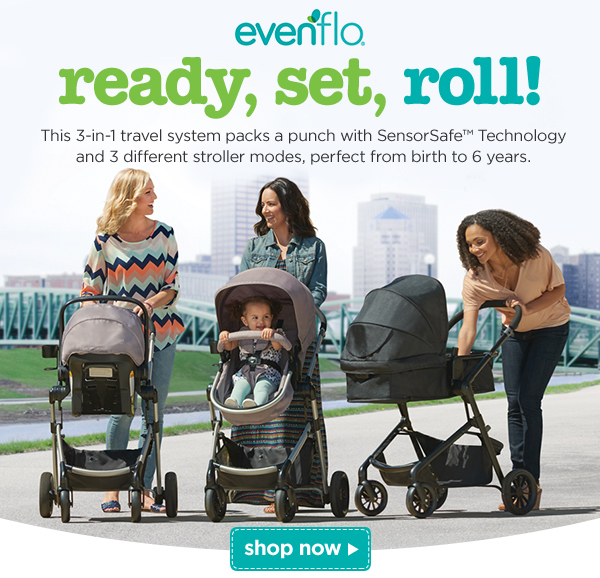 evenflo®
ready, set, roll!
This 3-in-1 travel system packs a punch with SensorSafe™ Technology
and 3 different stroller modes, perfect from birth to 6 years.
shop now